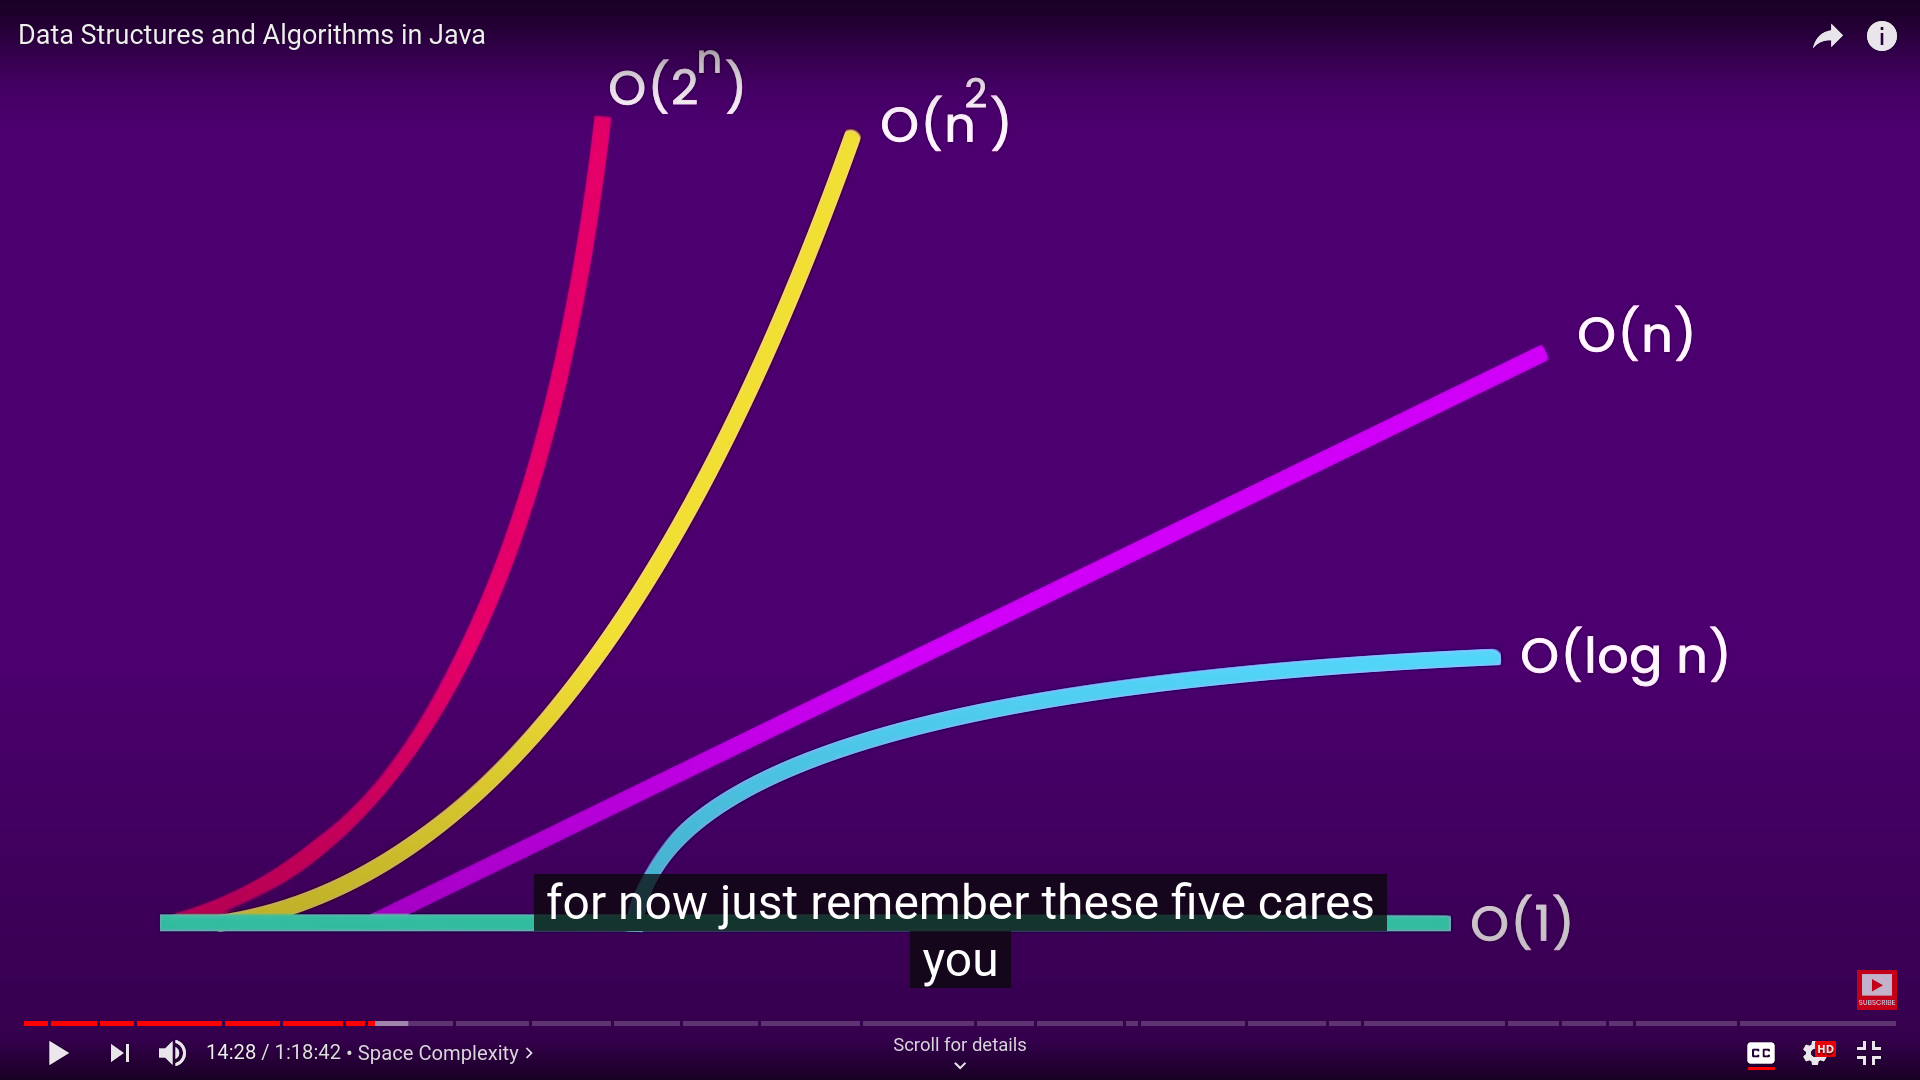 Data Structures and Algorithms in Java
O(2^n)
O(n^2)
O(n)
O(log n)
for now just remember these five cares
you
O(1)
SUBSCRIBE
14:28 / 1:18:42 • Space Complexity >
Scroll for details
CC
HD